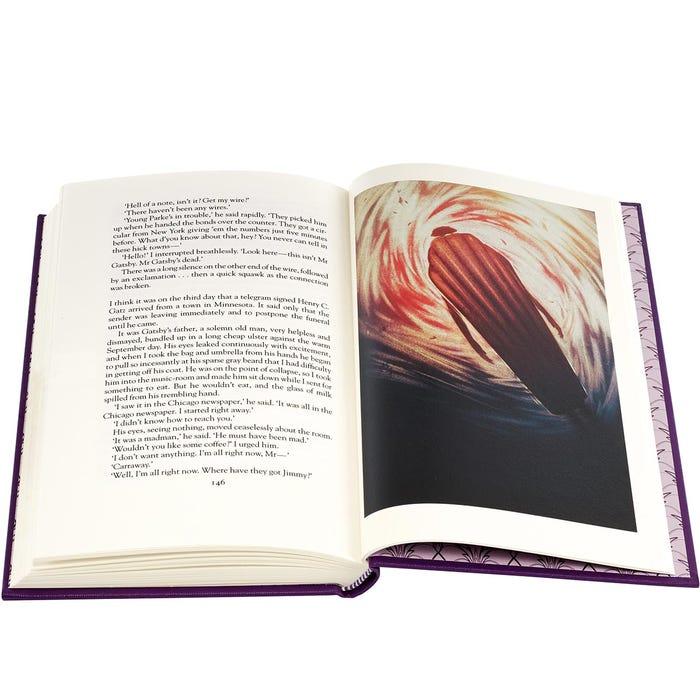 'Hell of a note, isn't it? Get my wire?'
'There haven't been any wires.'
'Young Parke's in trouble,' he said rapidly. 'They picked him
up when he handed the bonds over the counter. They got a cir-
cular from New York giving 'em the numbers just five minutes
before. What d'you know about that, hey? You never can tell in
these hick towns—'
'Hello!' I interrupted breathlessly. 'Look here—this isn't Mr
Gatsby. Mr Gatsby's dead.'
There was a long silence on the other end of the wire, followed
by an exclamation . . . then a quick squawk as the connection
was broken.
I think it was on the third day that a telegram signed Henry C.
Gatz arrived from a town in Minnesota. It said only that the
sender was leaving immediately and to postpone the funeral
until he came.
It was Gatsby's father, a solemn old man, very helpless and
dismayed, bundled up in a long cheap ulster against the warm
September day. His eyes leaked continuously with excitement,
and when I took the bag and umbrella from his hands he began
to pull so incessantly at his sparse gray beard that I had difficulty
in getting off his coat. He was on the point of collapse, so I took
him into the music-room and made him sit down while I sent for
something to eat. But he wouldn't eat, and the glass of milk
spilled from his trembling hand.
'I saw it in the Chicago newspaper,' he said. 'It was all in the
Chicago newspaper. I started right away.'
'I didn't know how to reach you.'
His eyes, seeing nothing, moved ceaselessly about the room.
'It was a madman,' he said. 'He must have been mad.'
'Wouldn't you like some coffee?' I urged him.
'I don't want anything. I'm all right now, Mr—'
'Carraway.'
'Well, I'm all right now. Where have they got Jimmy?'
146